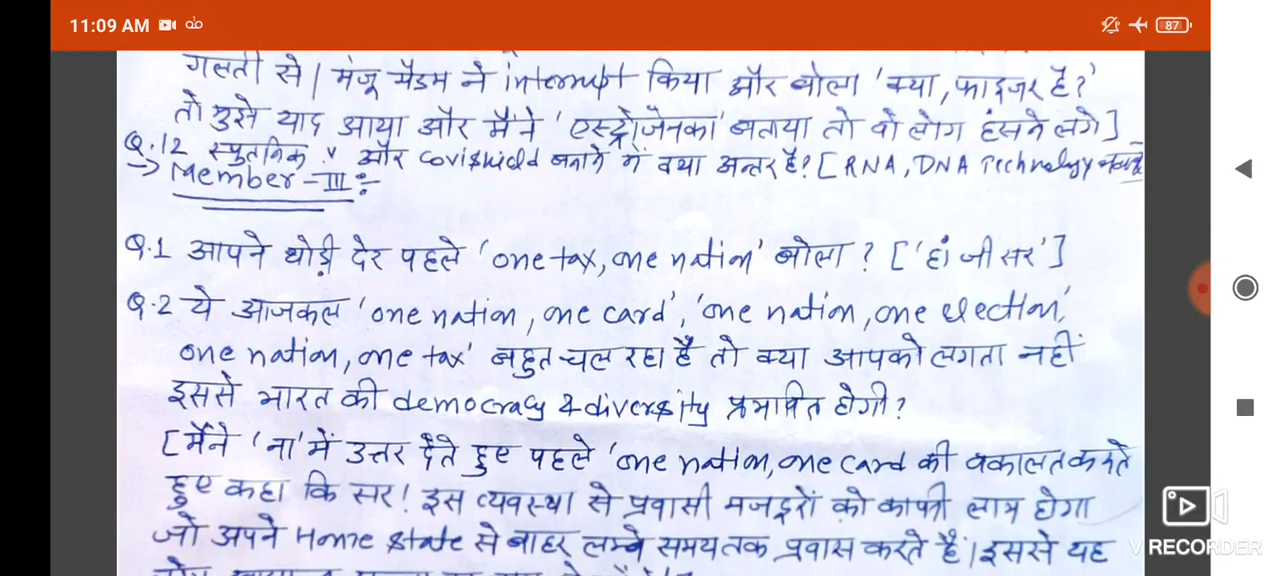 11:09 AM
87
गलती से | मंजू मैडम ने interrupt किया और बोला 'क्या, फाइजर है?'
तो मुझे याद आया और मैंने 'एस्ट्रोजेनका' बताया तो वो लोग हंसने लगे]
Q.12 स्पुतनिक v और covishield बनाने में क्या अन्तर है? [RNA, DNA Technology
→ Member-III :-
Q.1 आपने थोड़ी देर पहले 'one tax, one nation' बोला? ['हां जी सर']
Q.2 ये आजकल 'one nation, one card', 'one nation, one election,
one nation, one tax' बहुत चल रहा है तो क्या आपको लगता नहीं
इससे भारत की democracy & diversity प्रभावित होगी?
[मैंने 'ना' में उत्तर देते हुए पहले 'one nation, one card की वकालत करते
हुए कहा कि सर! इस व्यवस्था से प्रवासी मजदूरों को काफी लाभ होगा
जो अपने Home state से बाहर लम्बे समय तक प्रवास करते हैं। इससे यह
V RECORDER